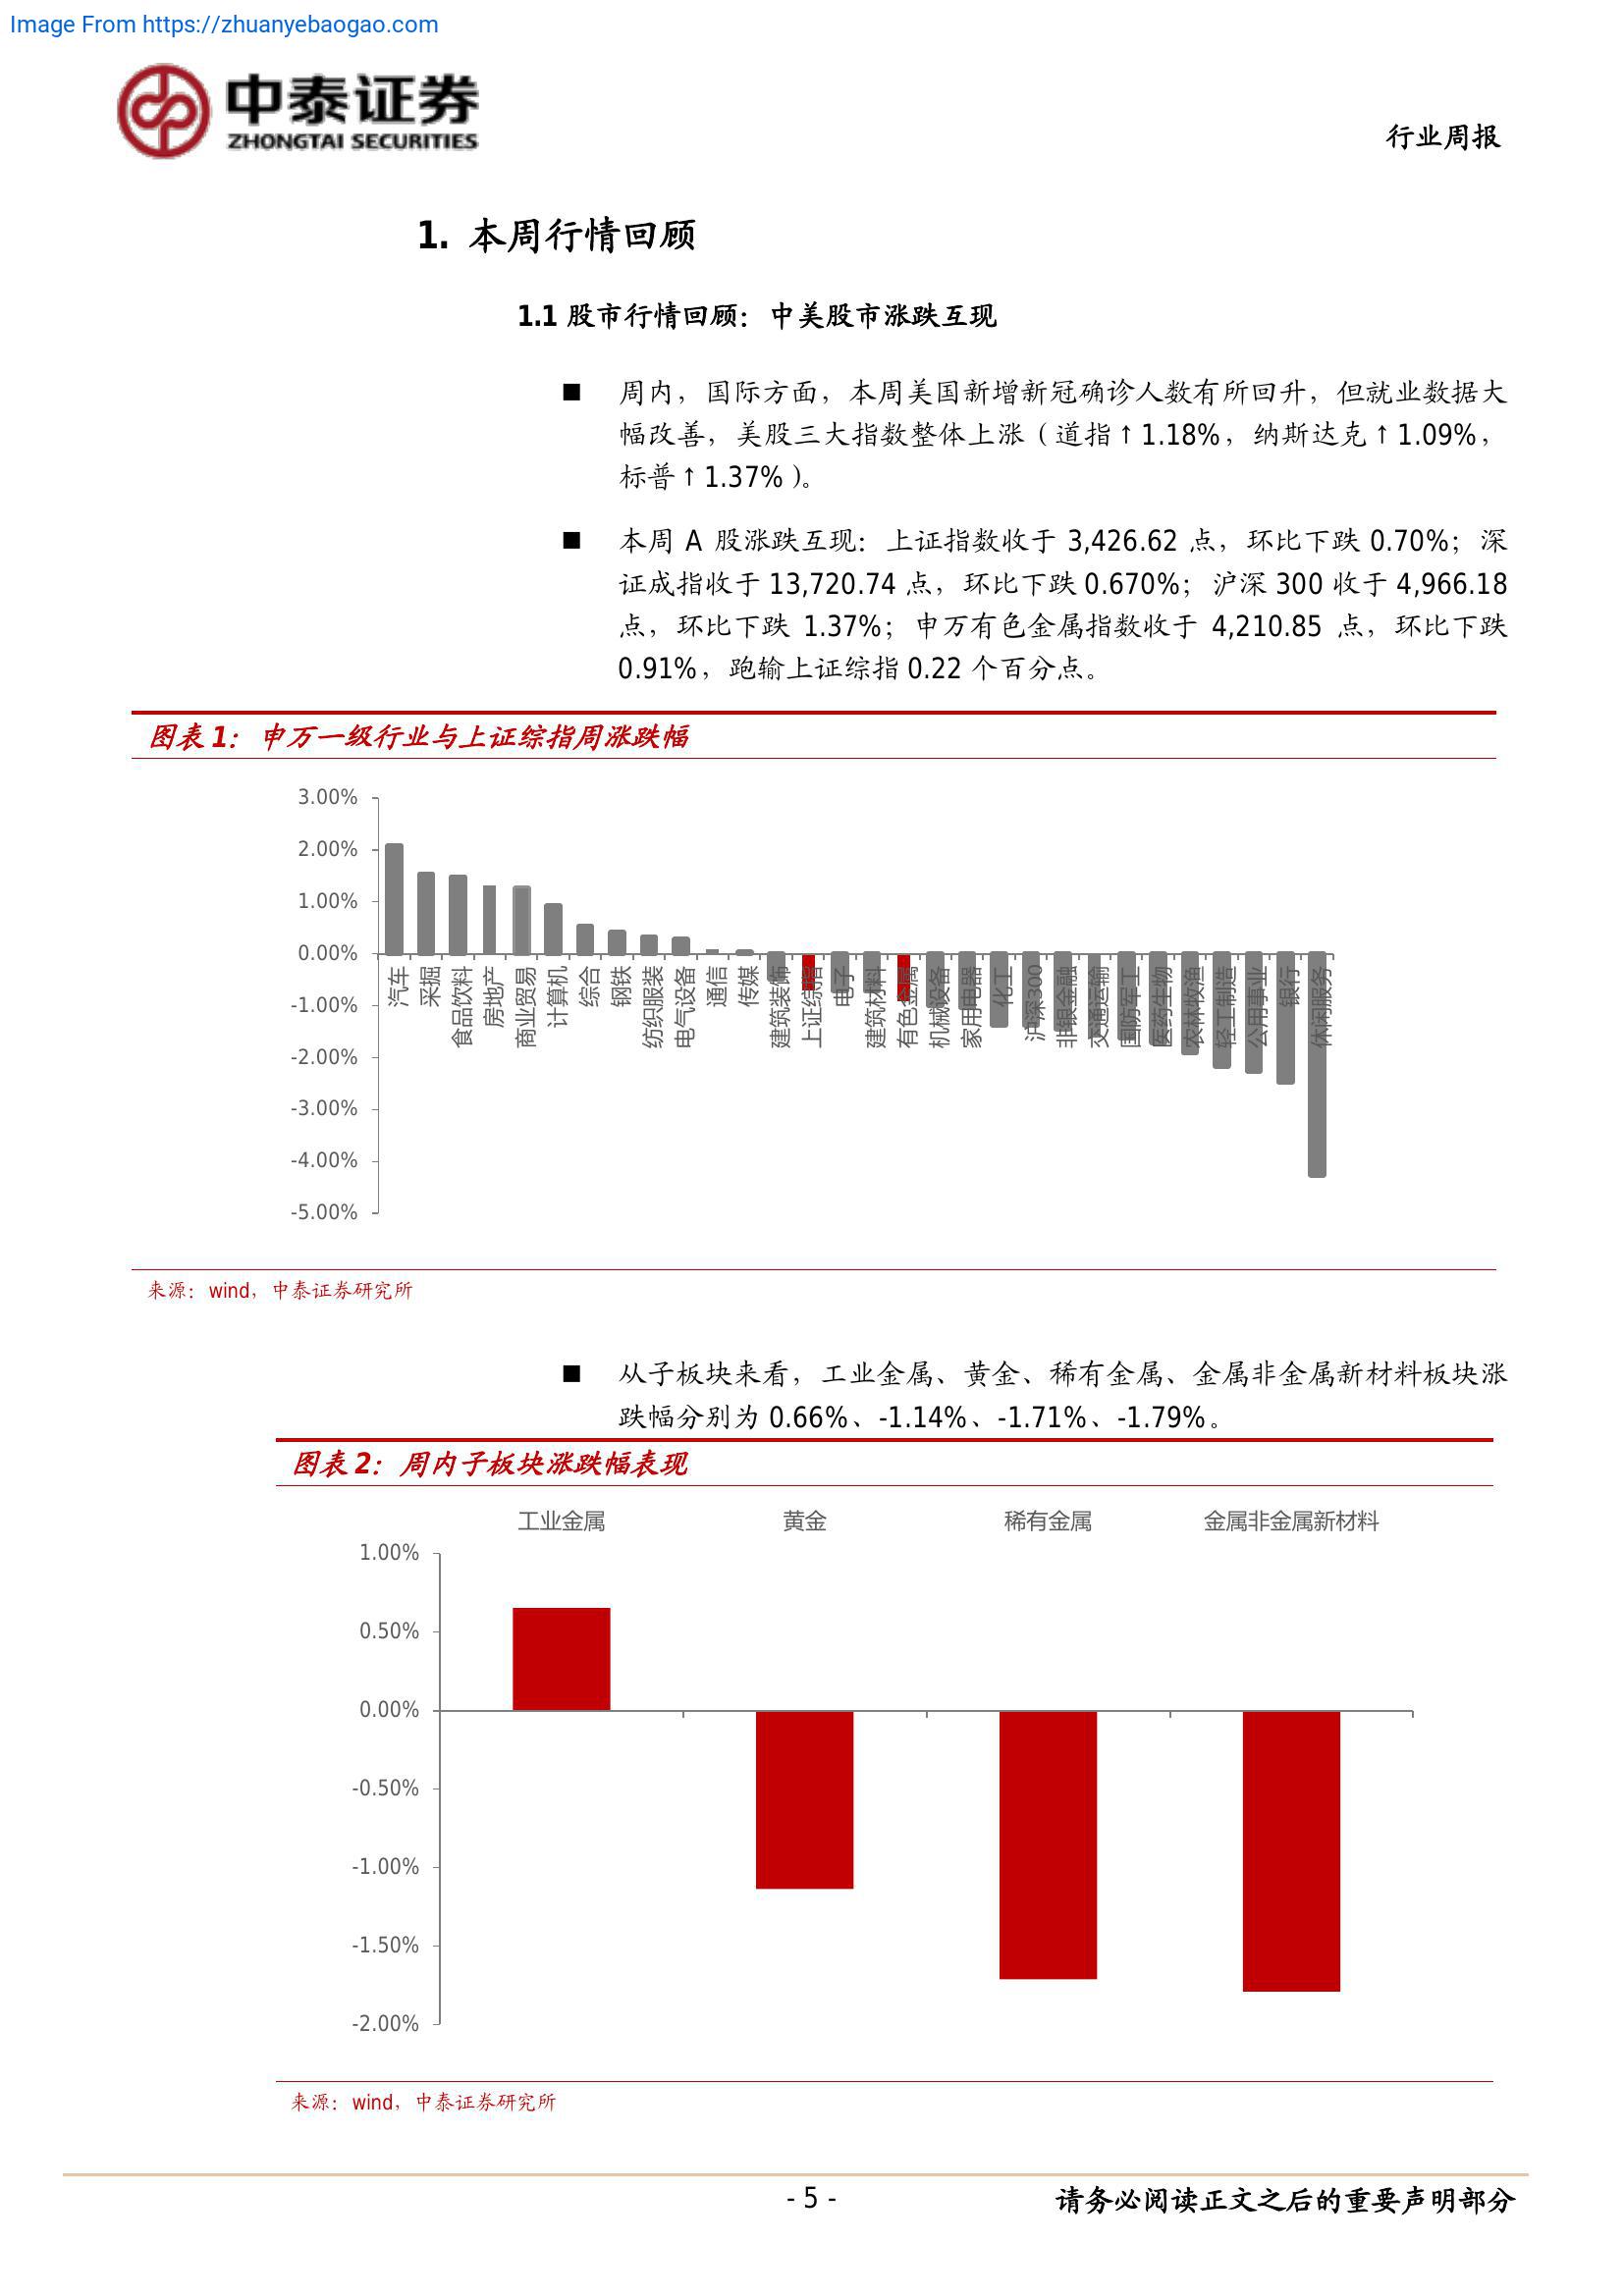 Image From https://zhuanyebaogao.com
中泰证券
ZHONGTAI SECURITIES
行业周报
1. 本周行情回顾
1.1 股市行情回顾：中美股市涨跌互现
■ 周内，国际方面，本周美国新增新冠确诊人数有所回升，但就业数据大
幅改善，美股三大指数整体上涨（道指↑1.18%，纳斯达克↑1.09%，
标普↑1.37%）。
■ 本周 A 股涨跌互现：上证指数收于 3,426.62 点，环比下跌 0.70%；深
证成指收于 13,720.74 点，环比下跌 0.670%；沪深 300 收于 4,966.18
点，环比下跌 1.37%；申万有色金属指数收于 4,210.85 点，环比下跌
0.91%，跑输上证综指 0.22 个百分点。
图表 1：申万一级行业与上证综指周涨跌幅
3.00%
2.00%
1.00%
0.00%
-1.00%
-2.00%
-3.00%
-4.00%
-5.00%
汽车
采掘
食品饮料
房地产
商业贸易
计算机
综合
钢铁
纺织服装
电气设备
通信
传媒
建筑装饰
上证综指
电子
建筑材料
有色金属
机械设备
家用电器
化工
沪深300
非银金融
交通运输
国防军工
医药生物
农林牧渔
轻工制造
公用事业
银行
休闲服务
来源：wind，中泰证券研究所
■ 从子板块来看，工业金属、黄金、稀有金属、金属非金属新材料板块涨
跌幅分别为 0.66%、-1.14%、-1.71%、-1.79%。
图表 2：周内子板块涨跌幅表现
工业金属 黄金 稀有金属 金属非金属新材料
1.00%
0.50%
0.00%
-0.50%
-1.00%
-1.50%
-2.00%
来源：wind，中泰证券研究所
- 5 -
请务必阅读正文之后的重要声明部分